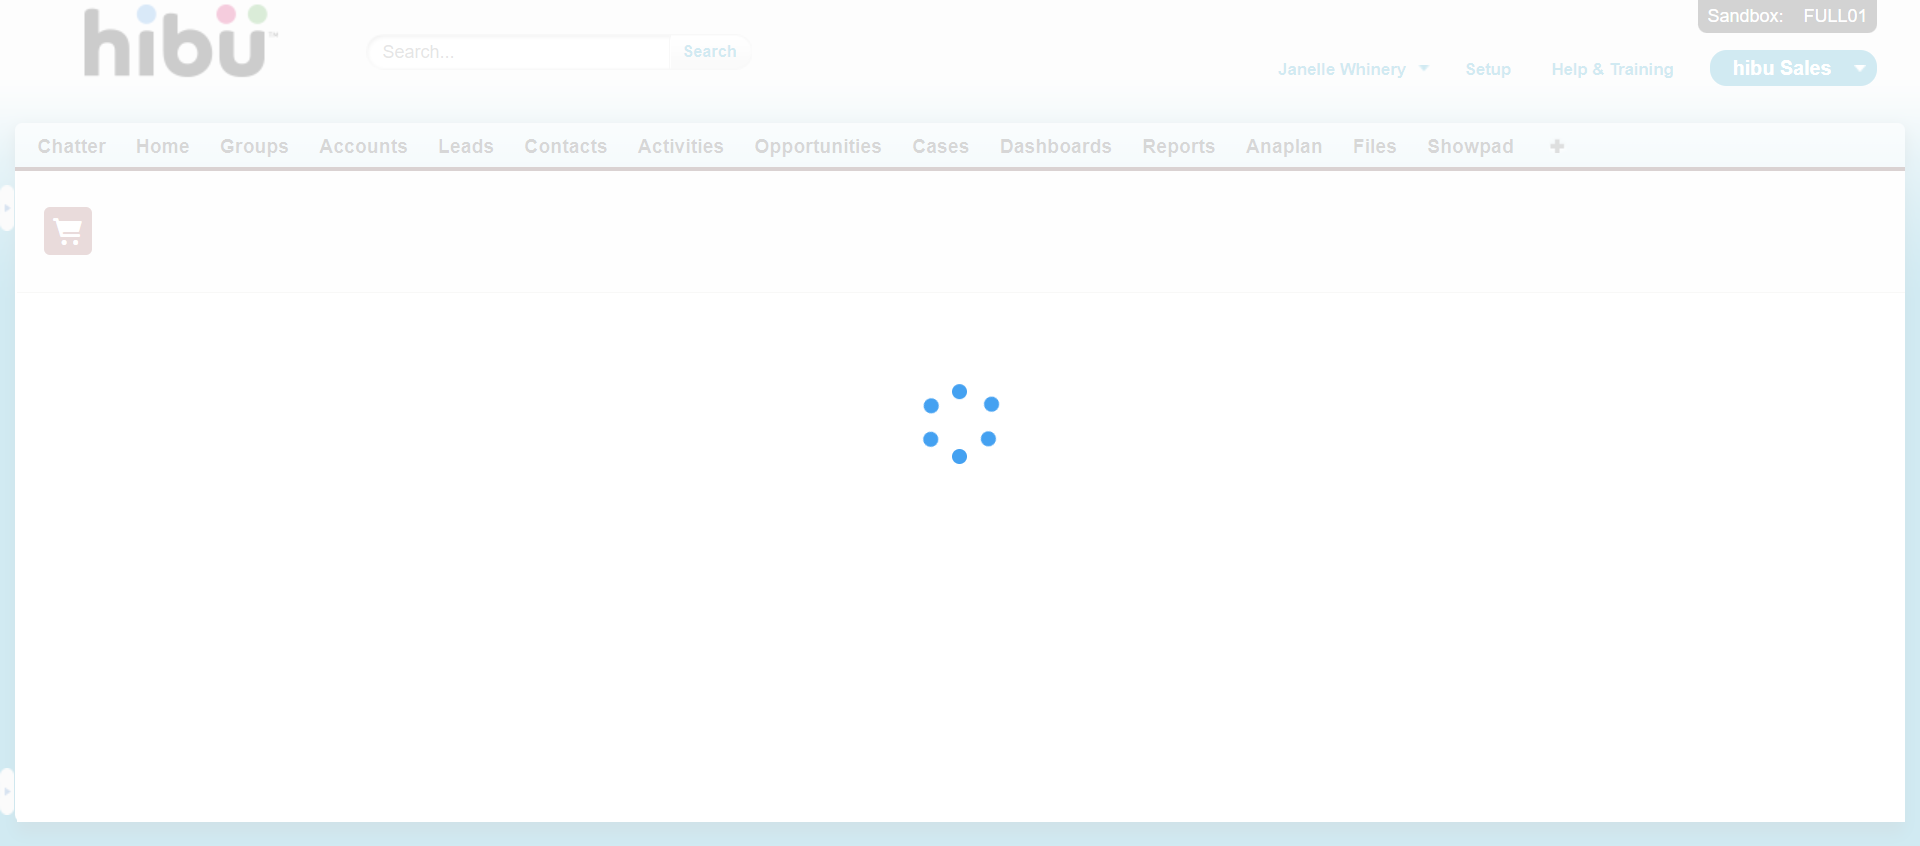 hibü™
Sandbox: FULL01
Search...
Search
Janelle Whinery
Setup
Help & Training
hibu Sales
Chatter Home Groups Accounts Leads Contacts Activities Opportunities Cases Dashboards Reports Anaplan Files Showpad